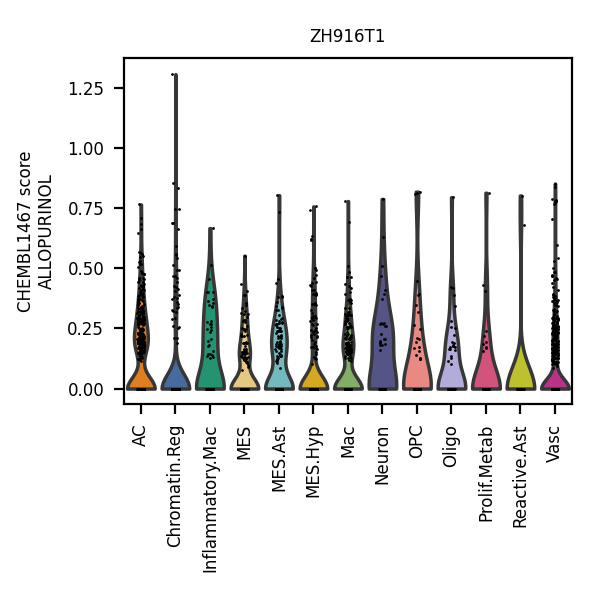 ZH916T1
CHEMBL1467 score
ALLOPURINOL
1.25
1.00
0.75
0.50
0.25
0.00
AC
Chromatin.Reg
Inflammatory.Mac
MES
MES.Ast
MES.Hyp
Mac
Neuron
OPC
Oligo
Prolif.Metab
Reactive.Ast
Vasc